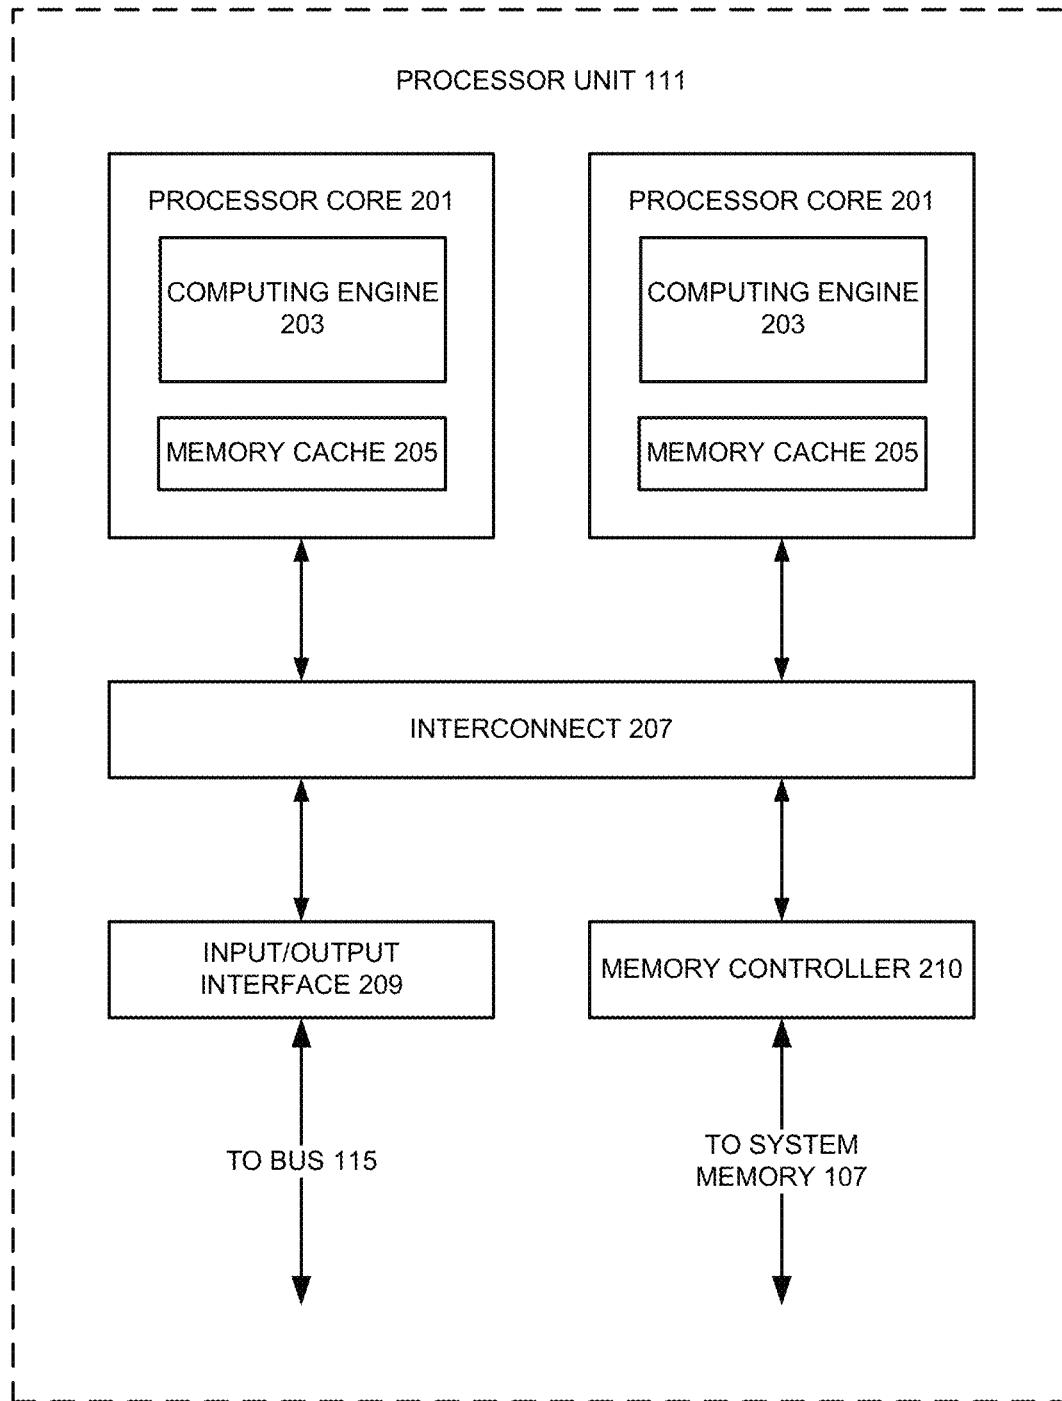 PROCESSOR UNIT 111
PROCESSOR CORE 201
COMPUTING ENGINE
203
MEMORY CACHE 205
PROCESSOR CORE 201
COMPUTING ENGINE
203
MEMORY CACHE 205
INTERCONNECT 207
INPUT/OUTPUT
INTERFACE 209
MEMORY CONTROLLER 210
TO BUS 115
TO SYSTEM
MEMORY 107